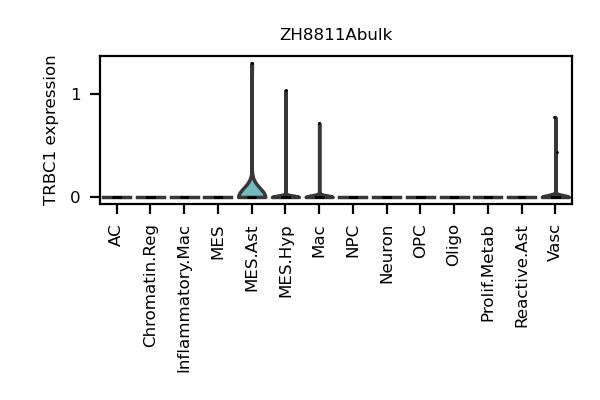 ZH8811Abulk
TRBC1 expression
1
0
AC
Chromatin.Reg
Inflammatory.Mac
MES
MES.Ast
MES.Hyp
Mac
NPC
Neuron
OPC
Oligo
Prolif.Metab
Reactive.Ast
Vasc